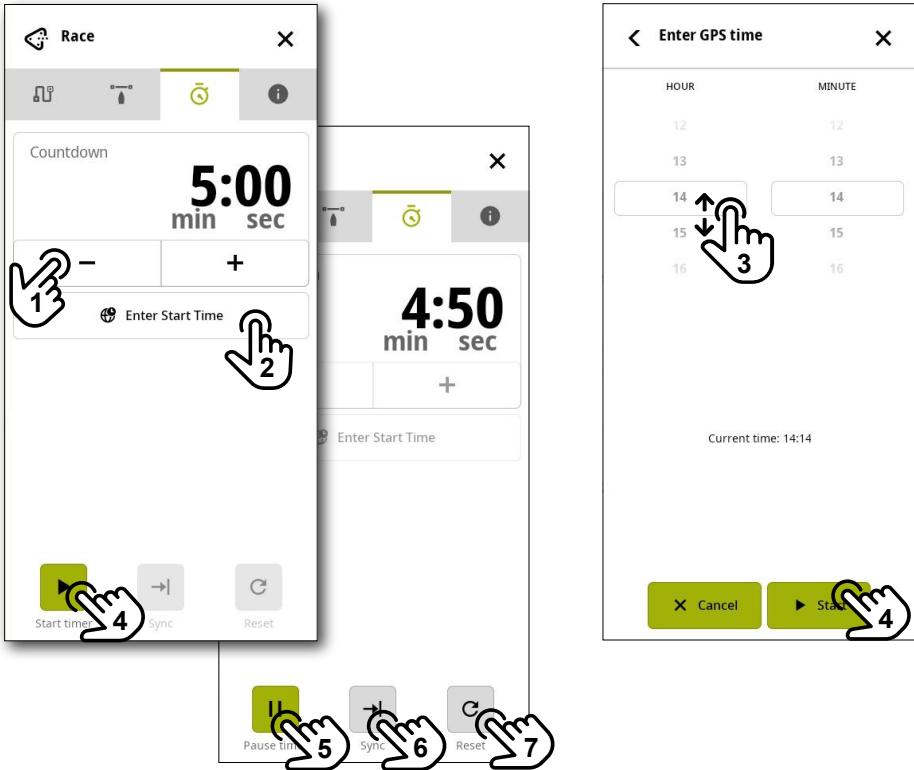 Race
Countdown
5:00
min sec
−
+
1
Enter Start Time
2
Start timer
4
Sync
Reset
4:50
min sec
+
Enter Start Time
Pause
5
Sync
6
Reset
7
Enter GPS time
HOUR MINUTE
12 12
13 13
14 14
15 15
16 16
3
Current time: 14:14
Cancel
Start
4